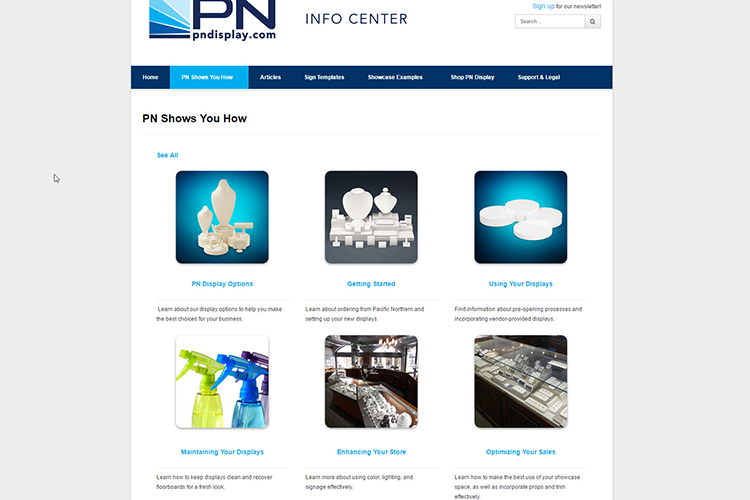 PN
pndisplay.com
INFO CENTER
Sign up for our newsletter!
Search...
Home
PN Shows You How
Articles
Sign Templates
Showcase Examples
Shop PN Display
Support & Legal
PN Shows You How
See All
PN Display Options
Learn about our display options to help you make
the best choices for your business.
Getting Started
Learn about ordering from Pacific Northern and
setting up your new displays.
Using Your Displays
Find information about pre-opening processes and
incorporating vendor-provided displays.
Maintaining Your Displays
Learn how to keep displays clean and recover
floorboards for a fresh look.
Enhancing Your Store
Learn more about using color, lighting, and
signage effectively.
Optimizing Your Sales
Learn how to make the best use of your showcase
space, as well as incorporate props and trim
effectively.